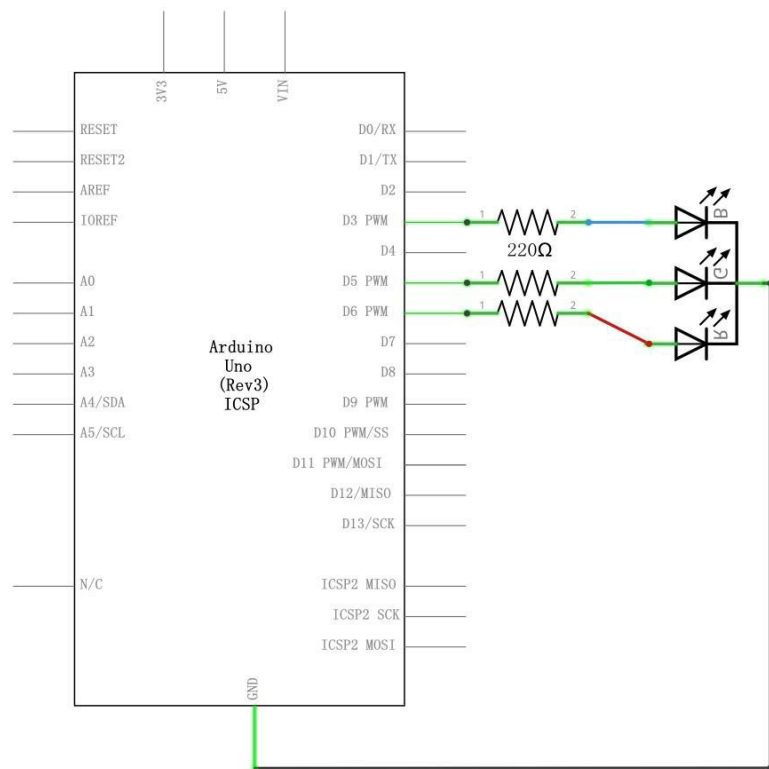 3V3
5V
VIN
RESET
RESET2
AREF
IOREF
A0
A1
A2
A3
A4/SDA
A5/SCL
N/C
Arduino
Uno
(Rev3)
ICSP
D0/RX
D1/TX
D2
D3 PWM
D4
D5 PWM
D6 PWM
D7
D8
D9 PWM
D10 PWM/SS
D11 PWM/MOSI
D12/MISO
D13/SCK
ICSP2 MISO
ICSP2 SCK
ICSP2 MOSI
GND
1 2
220Ω
1 2
1 2
B
G
R